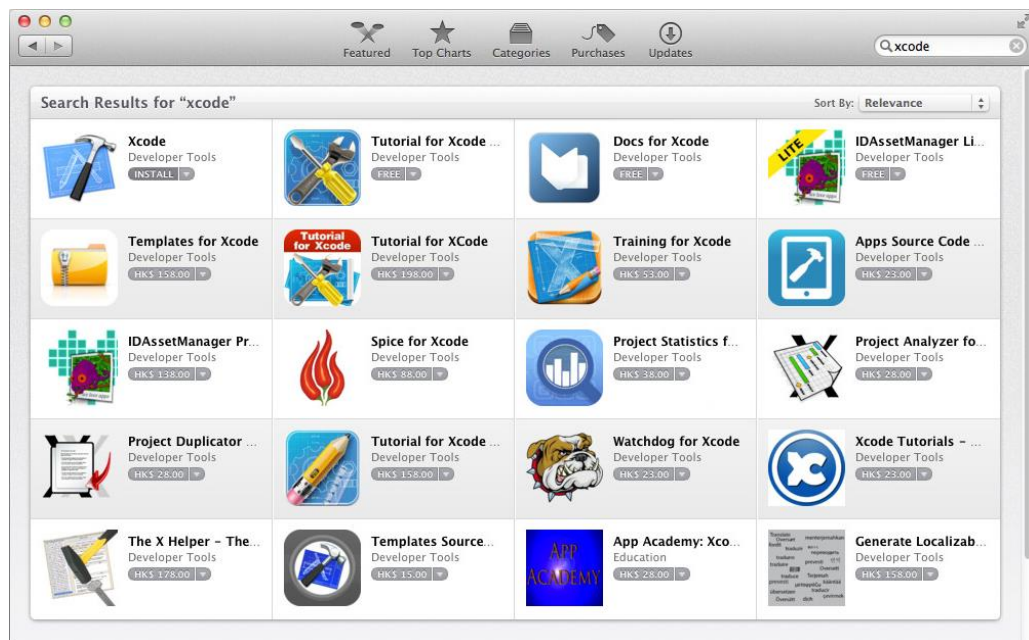 Featured
Top Charts
Categories
Purchases
Updates
xcode
Search Results for “xcode”
Sort By: Relevance
Xcode
Developer Tools
INSTALL
Tutorial for Xcode ...
Developer Tools
FREE
Docs for Xcode
Developer Tools
FREE
LITE
IDAssetManager Li...
Developer Tools
FREE
Templates for Xcode
Developer Tools
HK$ 158.00
Tutorial
for Xcode
Tutorial for XCode
Developer Tools
HK$ 198.00
Training for Xcode
Developer Tools
HK$ 53.00
Apps Source Code ...
Developer Tools
HK$ 23.00
IDAssetManager Pr...
Developer Tools
HK$ 138.00
Spice for Xcode
Developer Tools
HK$ 88.00
Project Statistics f...
Developer Tools
HK$ 38.00
Project Analyzer fo...
Developer Tools
HK$ 28.00
Project Duplicator ...
Developer Tools
HK$ 28.00
Tutorial for Xcode ...
Developer Tools
HK$ 158.00
Watchdog for Xcode
Developer Tools
HK$ 23.00
Xcode Tutorials – ...
Developer Tools
HK$ 23.00
The X Helper – The...
Developer Tools
HK$ 178.00
Templates Source...
Developer Tools
HK$ 15.00
APP
ACADEMY
App Academy: Xco...
Education
HK$ 28.00
Generate Localizab...
Developer Tools
HK$ 158.00